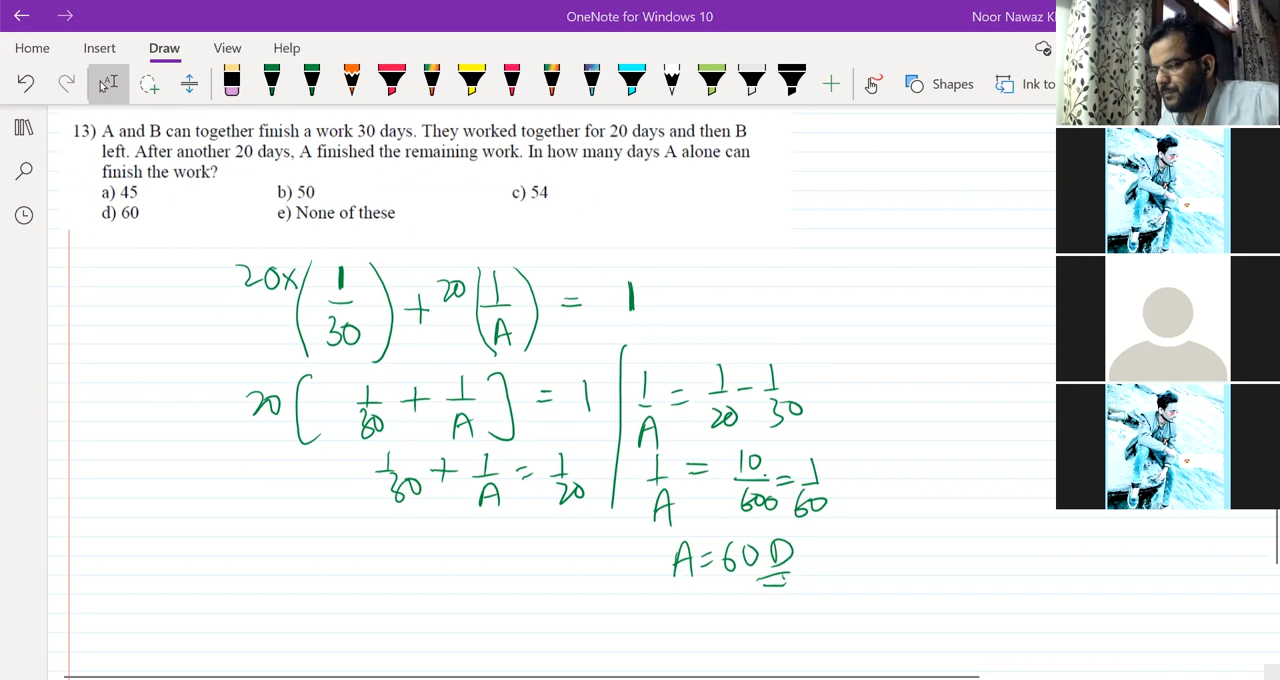 OneNote for Windows 10
Noor Nawaz K
Home Insert Draw View Help
Shapes Ink to
13) A and B can together finish a work 30 days. They worked together for 20 days and then B
left. After another 20 days, A finished the remaining work. In how many days A alone can
finish the work?
a) 45 b) 50 c) 54
d) 60 e) None of these
20×(1/30) + 20(1/A) = 1
20[1/30 + 1/A] = 1
1/30 + 1/A = 1/20
1/A = 1/20 - 1/30
1/A = 10/600 = 1/60
A = 60 D